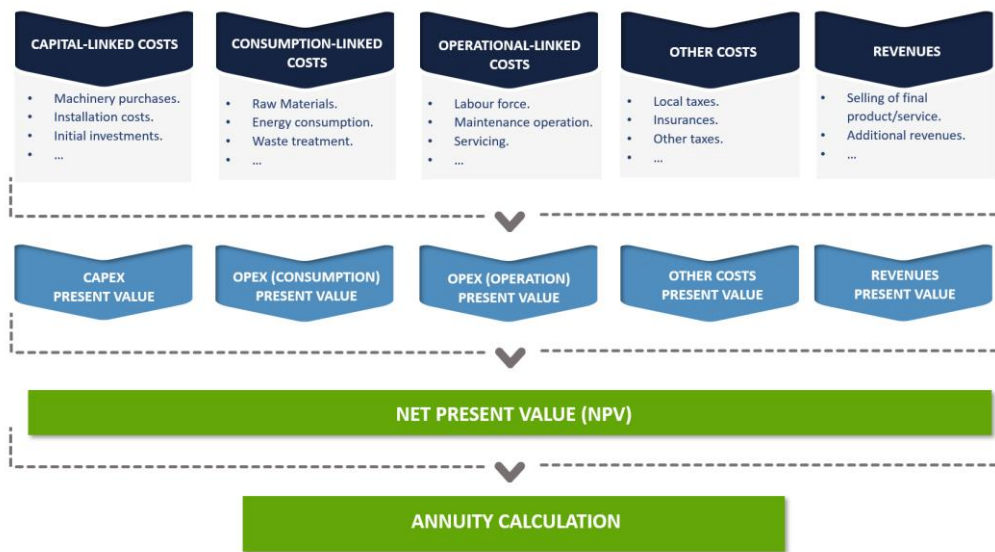 CAPITAL-LINKED COSTS
• Machinery purchases.
• Installation costs.
• Initial investments.
• ...
CONSUMPTION-LINKED
COSTS
• Raw Materials.
• Energy consumption.
• Waste treatment.
• ...
OPERATIONAL-LINKED
COSTS
• Labour force.
• Maintenance operation.
• Servicing.
• ...
OTHER COSTS
• Local taxes.
• Insurances.
• Other taxes.
• ...
REVENUES
• Selling of final
product/service.
• Additional revenues.
• ...
CAPEX
PRESENT VALUE
OPEX (CONSUMPTION)
PRESENT VALUE
OPEX (OPERATION)
PRESENT VALUE
OTHER COSTS
PRESENT VALUE
REVENUES
PRESENT VALUE
NET PRESENT VALUE (NPV)
ANNUITY CALCULATION